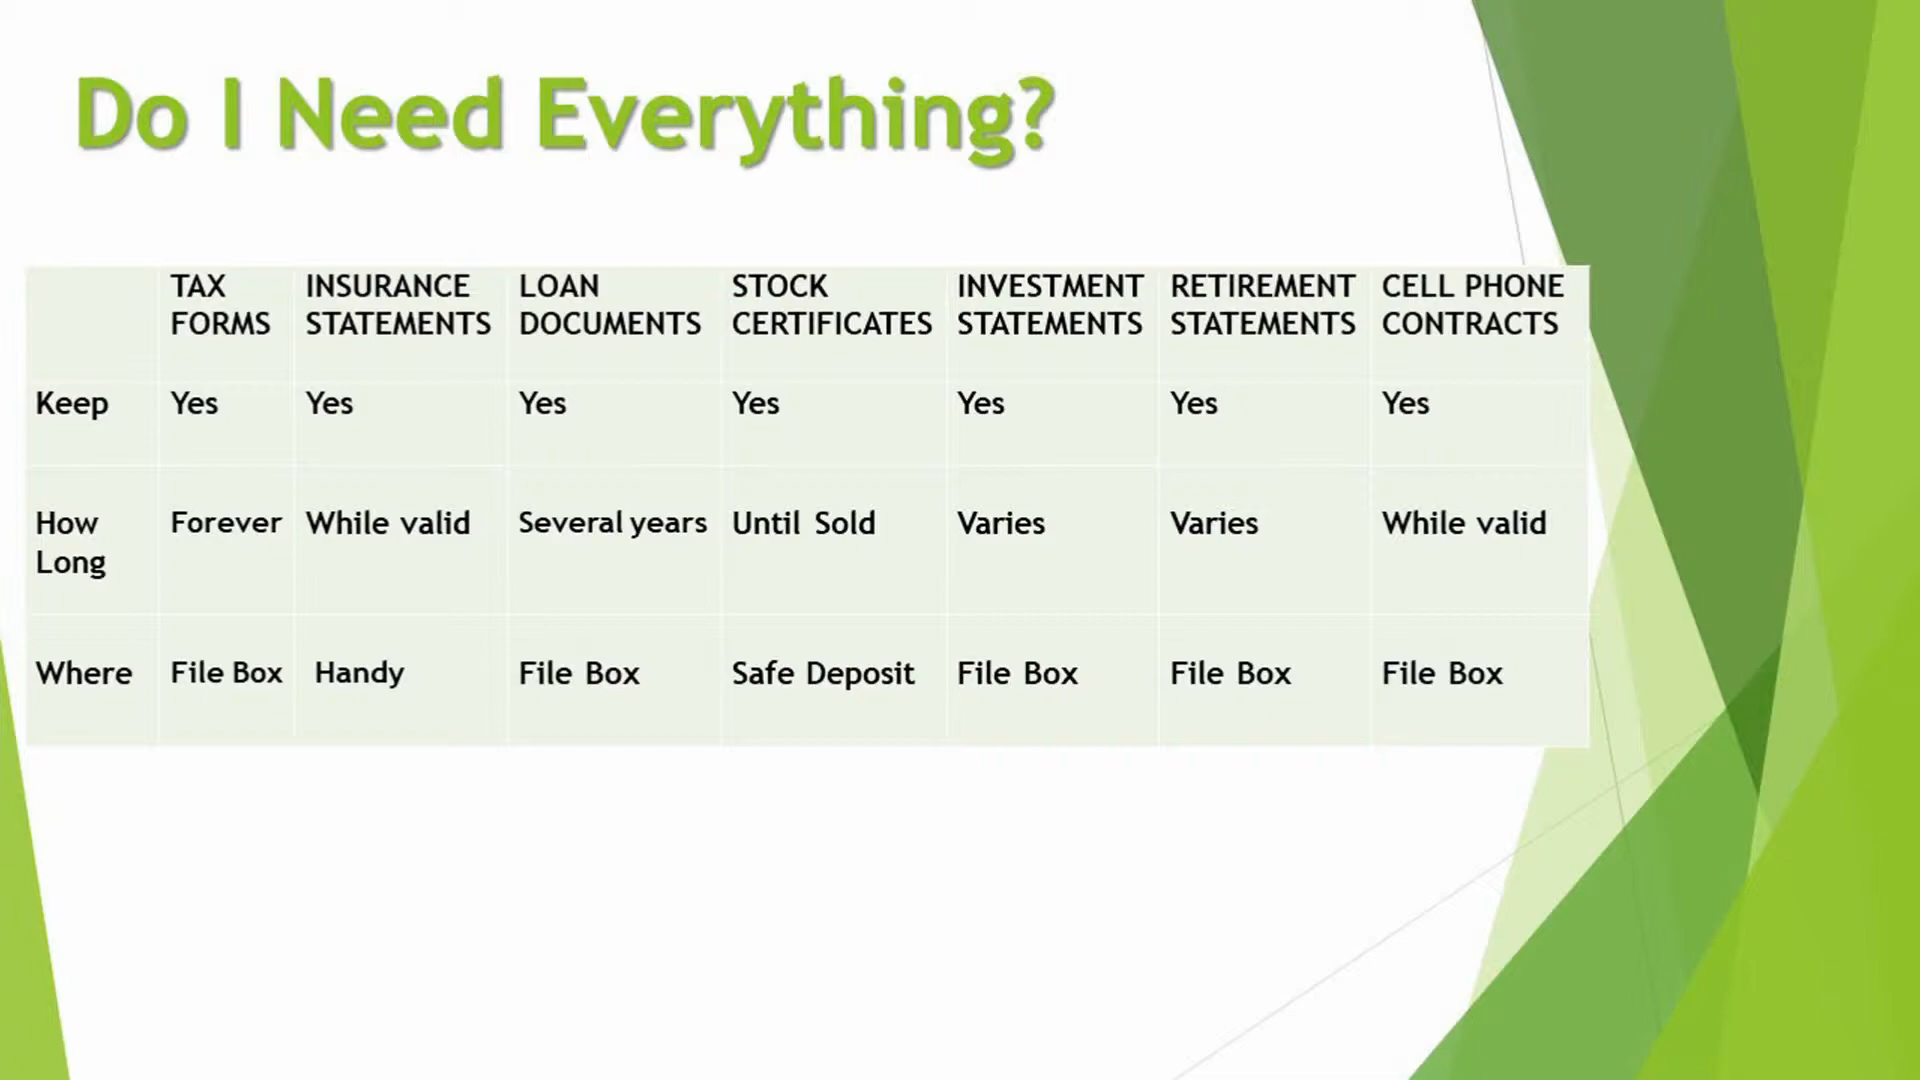 Do I Need Everything?
TAX FORMS INSURANCE STATEMENTS LOAN DOCUMENTS STOCK CERTIFICATES INVESTMENT STATEMENTS RETIREMENT STATEMENTS CELL PHONE CONTRACTS
Keep Yes Yes Yes Yes Yes Yes Yes
How Long Forever While valid Several years Until Sold Varies Varies While valid
Where File Box Handy File Box Safe Deposit File Box File Box File Box